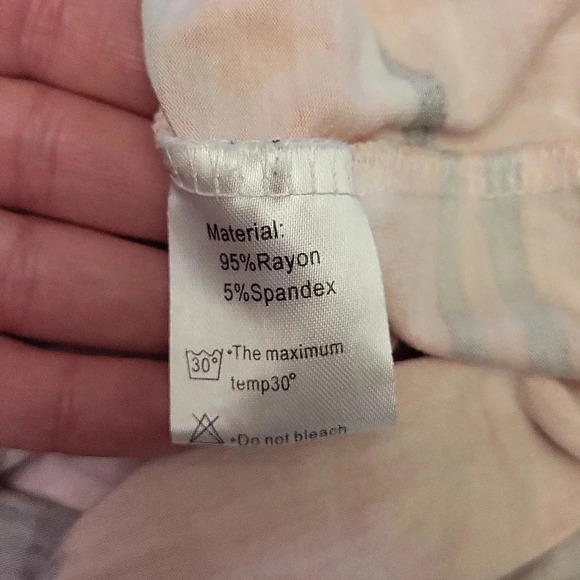 Material:
95%Rayon
5%Spandex
30° •The maximum
temp30°
•Do not bleach